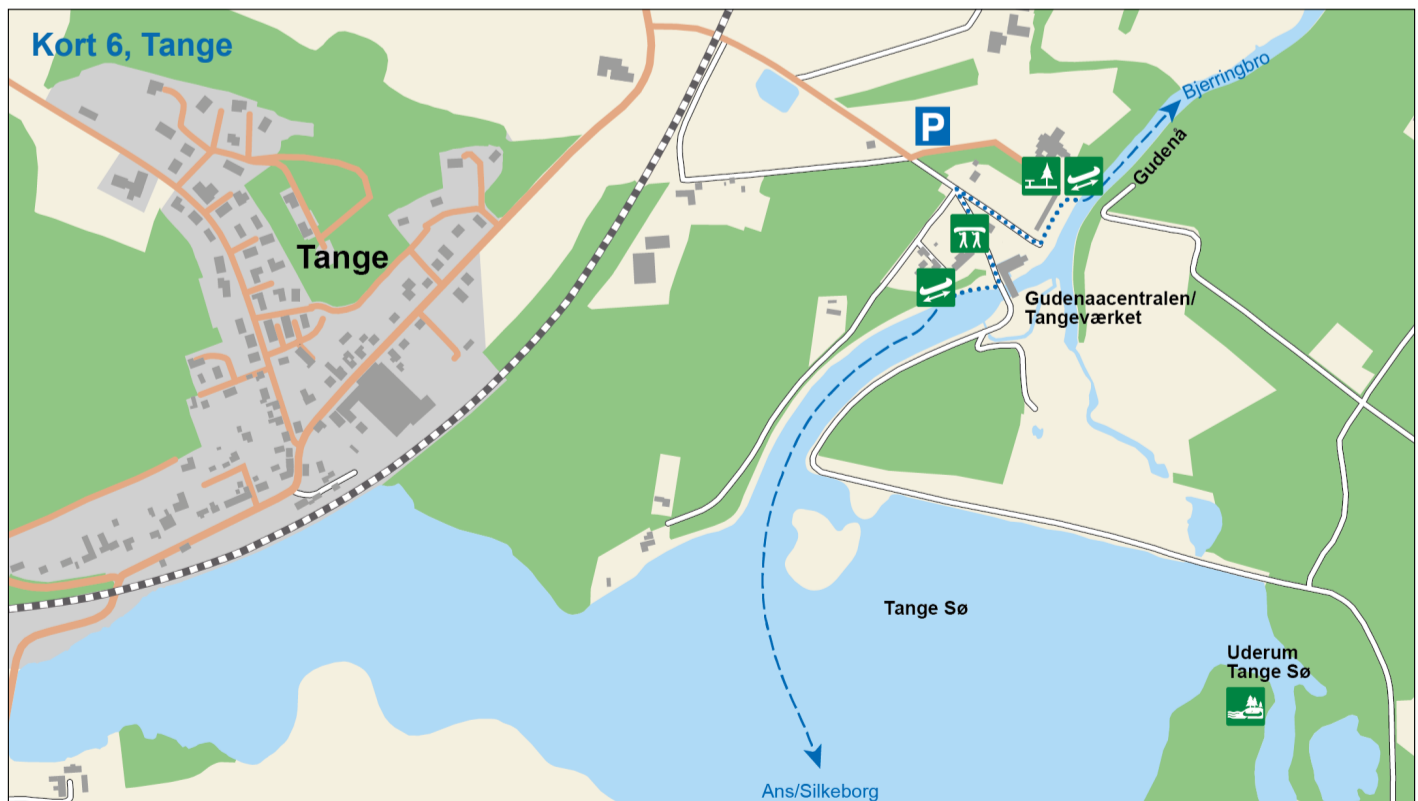 Kort 6, Tange
Bjerringbro
P
Gudenå
Tange
Gudenaacentralen/
Tangeværket
Tange Sø
Uderum
Tange Sø
Ans/Silkeborg